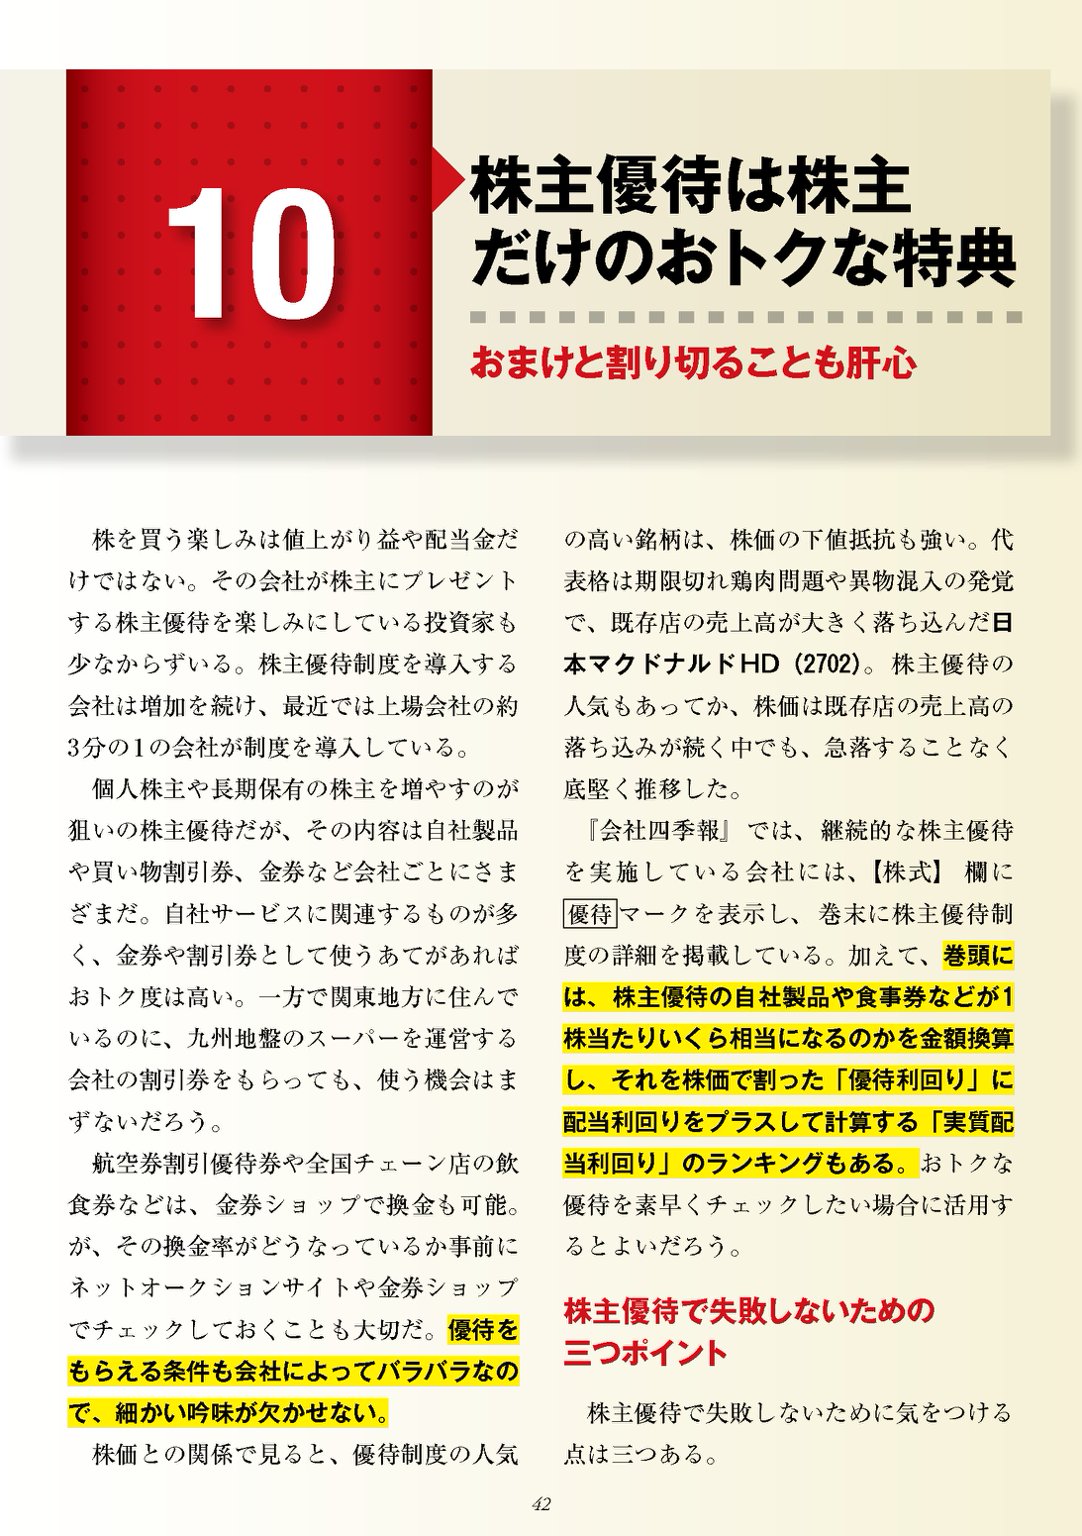 10
株主優待は株主
だけのおトクな特典
おまけと割り切ることも肝心
株を買う楽しみは値上がり益や配当金だ
けではない。その会社が株主にプレゼント
する株主優待を楽しみにしている投資家も
少なからずいる。株主優待制度を導入する
会社は増加を続け、最近では上場会社の約
3分の1の会社が制度を導入している。
個人株主や長期保有の株主を増やすのが
狙いの株主優待だが、その内容は自社製品
や買い物割引券、金券など会社ごとにさま
ざまだ。自社サービスに関連するものが多
く、金券や割引券として使うあてがあれば
おトク度は高い。一方で関東地方に住んで
いるのに、九州地盤のスーパーを運営する
会社の割引券をもらっても、使う機会はま
ずないだろう。
航空券割引優待券や全国チェーン店の飲
食券などは、金券ショップで換金も可能。
が、その換金率がどうなっているか事前に
ネットオークションサイトや金券ショップ
でチェックしておくことも大切だ。優待を
もらえる条件も会社によってバラバラなの
で、細かい吟味が欠かせない。
株価との関係で見ると、優待制度の人気
の高い銘柄は、株価の下値抵抗も強い。代
表格は期限切れ鶏肉問題や異物混入の発覚
で、既存店の売上高が大きく落ち込んだ日
本マクドナルドHD（2702）。株主優待の
人気もあってか、株価は既存店の売上高の
落ち込みが続く中でも、急落することなく
底堅く推移した。
『会社四季報』では、継続的な株主優待
を実施している会社には、【株式】欄に
優待マークを表示し、巻末に株主優待制
度の詳細を掲載している。加えて、巻頭に
は、株主優待の自社製品や食事券などが1
株当たりいくら相当になるのかを金額換算
し、それを株価で割った「優待利回り」に
配当利回りをプラスして計算する「実質配
当利回り」のランキングもある。おトクな
優待を素早くチェックしたい場合に活用す
るとよいだろう。
株主優待で失敗しないための
三つポイント
株主優待で失敗しないために気をつける
点は三つある。
42